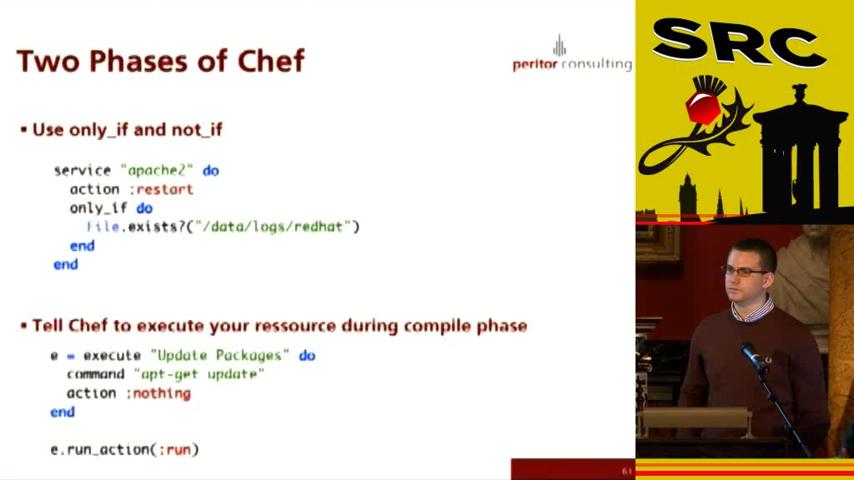 Two Phases of Chef
peritor consulting
▪ Use only_if and not_if
service "apache2" do
action :restart
only_if do
File.exists?("/data/logs/redhat")
end
end
▪ Tell Chef to execute your ressource during compile phase
e = execute "Update Packages" do
command "apt-get update"
action :nothing
end
e.run_action(:run)
61
SRC